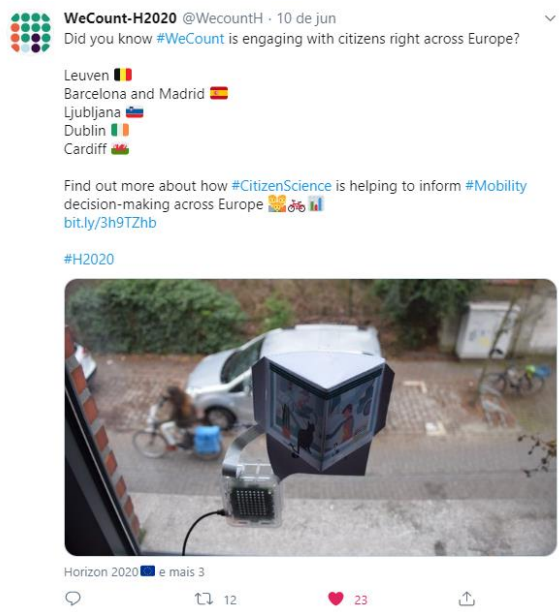 WeCount-H2020 @WecountH · 10 de jun
Did you know #WeCount is engaging with citizens right across Europe?
Leuven 🇧🇪
Barcelona and Madrid 🇪🇸
Ljubljana 🇸🇮
Dublin 🇮🇪
Cardiff 🏴󠁧󠁢󠁷󠁬󠁳󠁿
Find out more about how #CitizenScience is helping to inform #Mobility
decision-making across Europe 🚲📊
bit.ly/3h9TZhb
#H2020
Horizon 2020🇪🇺 e mais 3
12
23